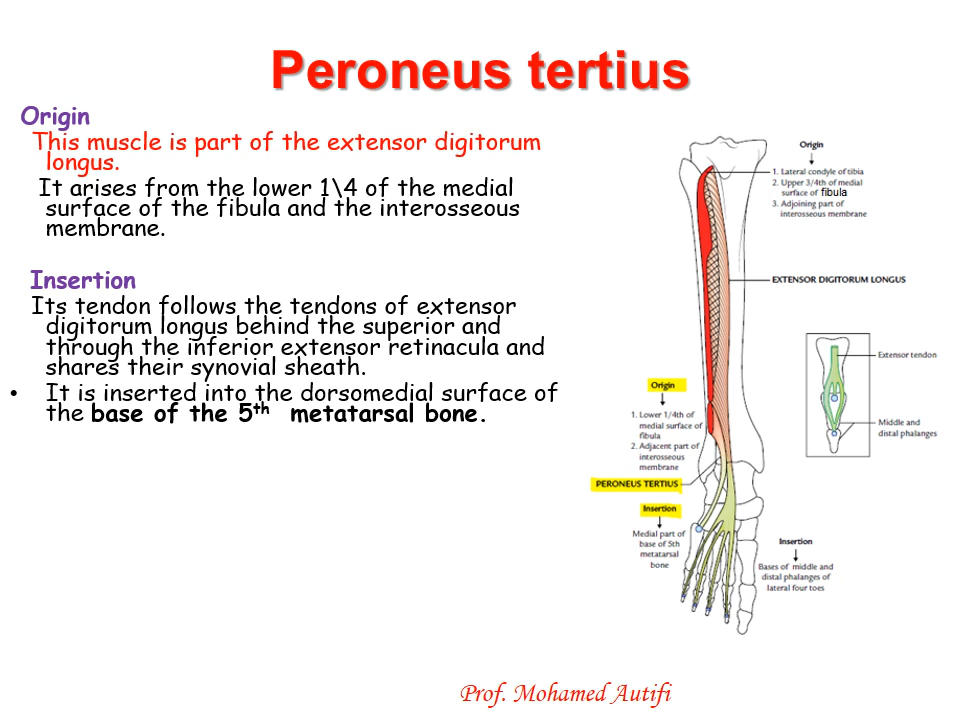 Peroneus tertius
Origin
This muscle is part of the extensor digitorum
longus.
It arises from the lower 1\4 of the medial
surface of the fibula and the interosseous
membrane.
Insertion
Its tendon follows the tendons of extensor
digitorum longus behind the superior and
through the inferior extensor retinacula and
shares their synovial sheath.
• It is inserted into the dorsomedial surface of
the base of the 5th metatarsal bone.
Origin
1. Lateral condyle of tibia
2. Upper 3/4th of medial
surface of fibula
3. Adjoining part of
interosseous membrane
EXTENSOR DIGITORUM LONGUS
Extensor tendon
Middle and
distal phalanges
Origin
1. Lower 1/4th of
medial surface of
fibula
2. Adjacent part of
interosseous
membrane
PERONEUS TERTIUS
Insertion
Medial part of
base of 5th
metatarsal
bone
Insertion
Bases of middle and
distal phalanges of
lateral four toes
Prof. Mohamed Autifi